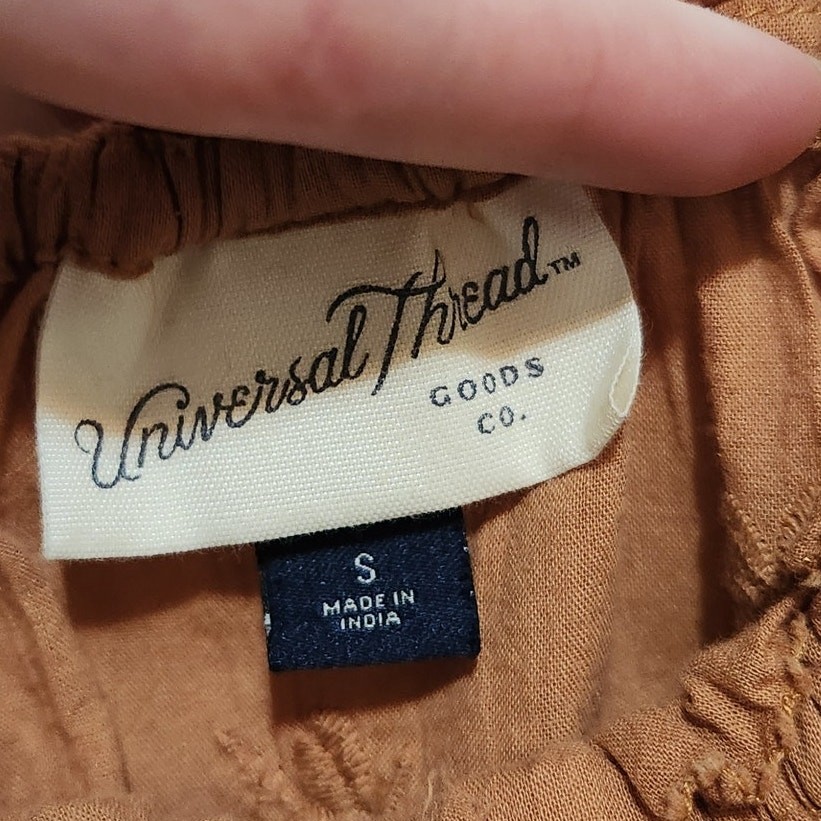 Universal Thread™
GOODS
CO.
S
MADE IN
INDIA